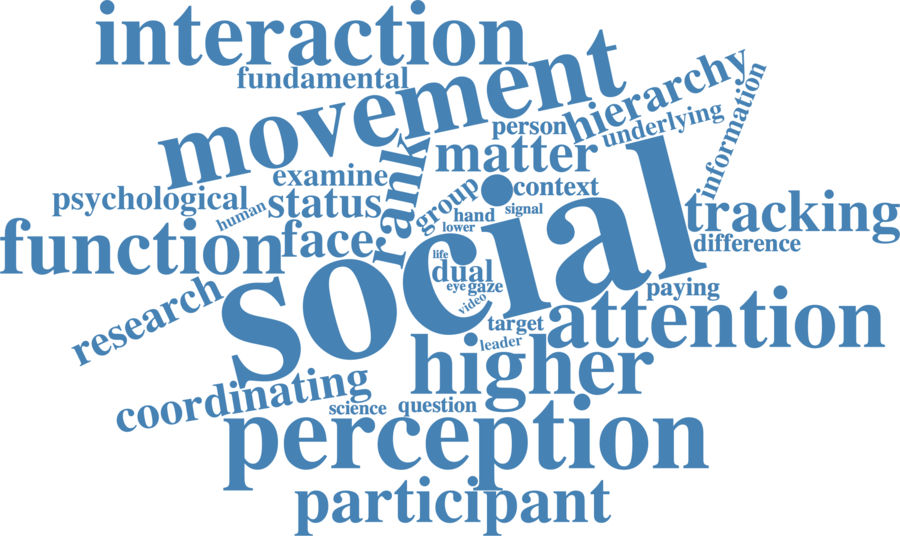 interaction
fundamental
movement
hierarchy
information
person
underlying
matter
rank
examine
psychological
status
human
group
context
hand
signal
lower
tracking
function
face
social
difference
life
dual
eye
gaze
video
paying
research
target
attention
leader
higher
coordinating
science
question
perception
participant